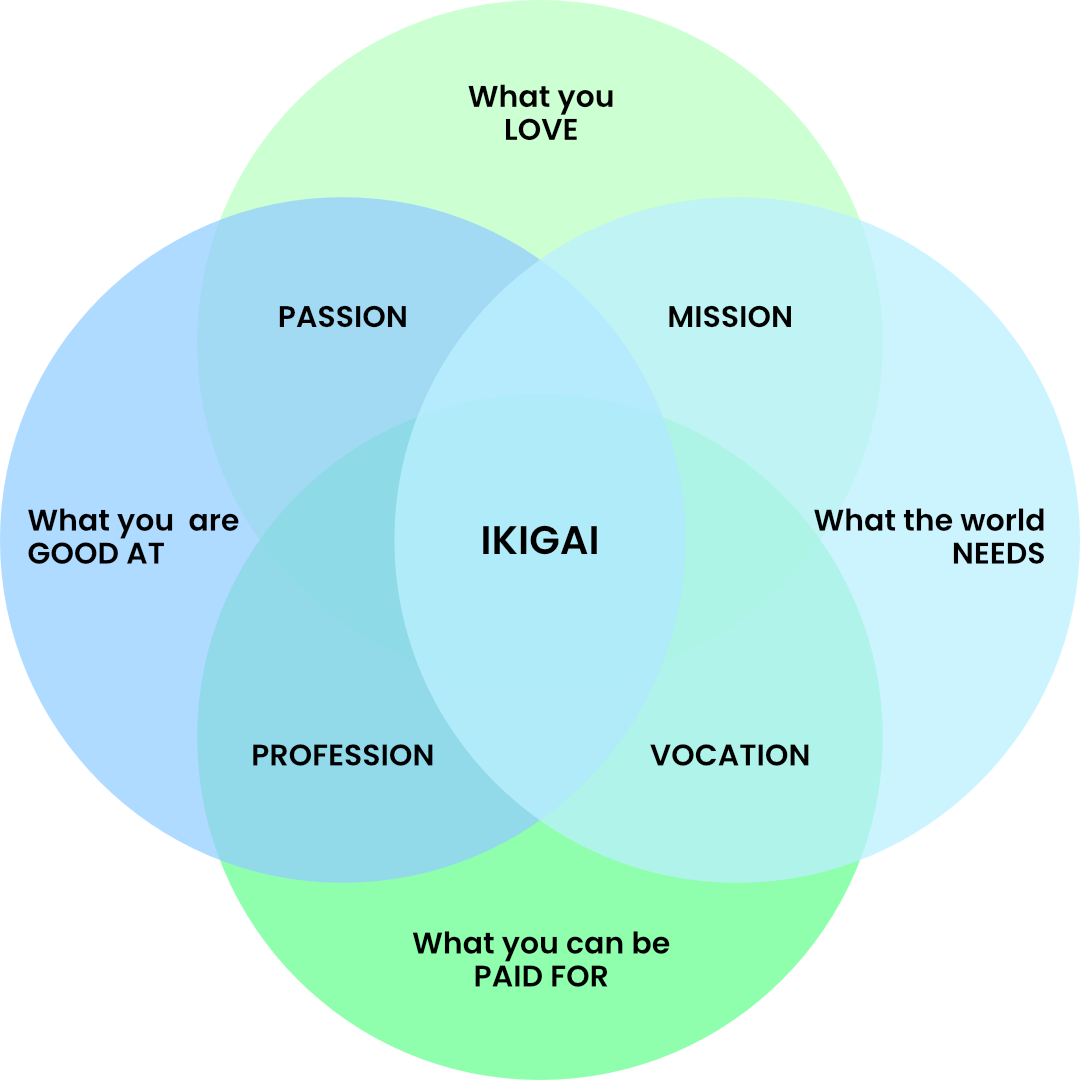 What you
LOVE
PASSION
MISSION
What you  are
GOOD AT
IKIGAI
What the world
NEEDS
PROFESSION
VOCATION
What you can be
PAID FOR